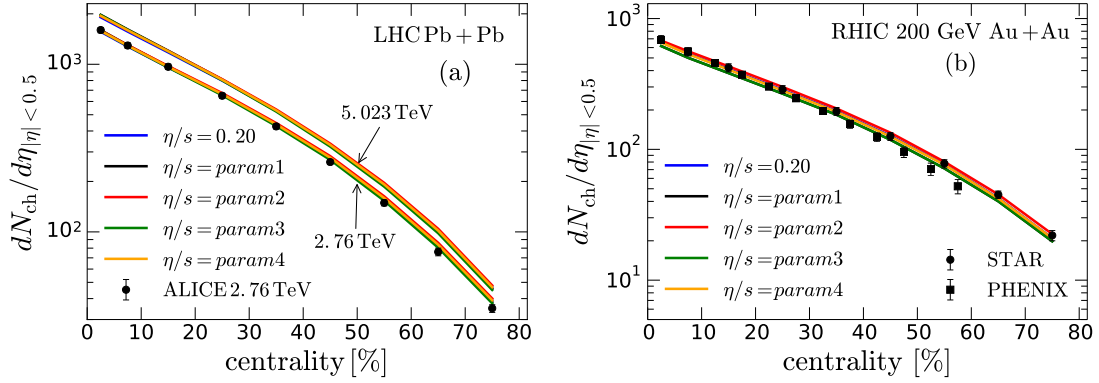 LHC Pb + Pb
(a)
10³
10²
dN_ch/dη_|η|<0.5
5.023 TeV
2.76 TeV
η/s = 0.20
η/s = param1
η/s = param2
η/s = param3
η/s = param4
ALICE 2.76 TeV
0 10 20 30 40 50 60 70 80
centrality [%]
RHIC 200 GeV Au + Au
(b)
10³
10²
10¹
dN_ch/dη_|η|<0.5
η/s = 0.20
η/s = param1
η/s = param2
η/s = param3
η/s = param4
STAR
PHENIX
0 10 20 30 40 50 60 70 80
centrality [%]